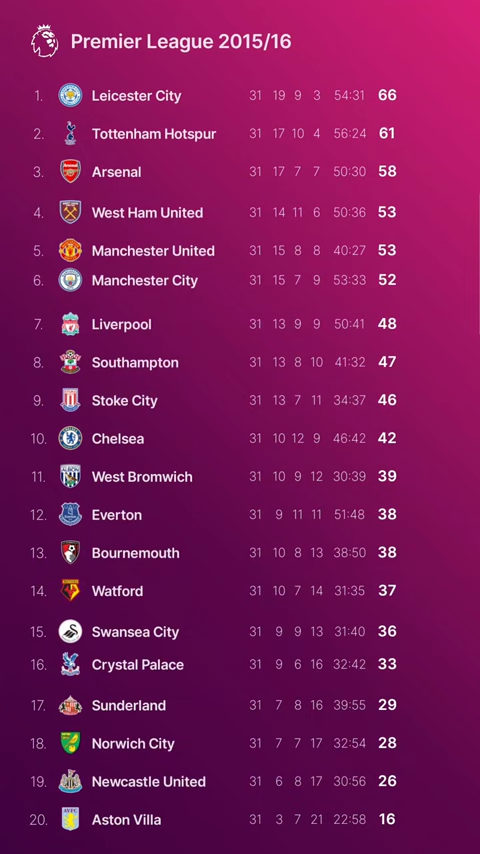 Premier League 2015/16
1. Leicester City 31 19 9 3 54:31 66
2. Tottenham Hotspur 31 17 10 4 56:24 61
3. Arsenal 31 17 7 7 50:30 58
4. West Ham United 31 14 11 6 50:36 53
5. Manchester United 31 15 8 8 40:27 53
6. Manchester City 31 15 7 9 53:33 52
7. Liverpool 31 13 9 9 50:41 48
8. Southampton 31 13 8 10 41:32 47
9. Stoke City 31 13 7 11 34:37 46
10. Chelsea 31 10 12 9 46:42 42
11. West Bromwich 31 10 9 12 30:39 39
12. Everton 31 9 11 11 51:48 38
13. Bournemouth 31 10 8 13 38:50 38
14. Watford 31 10 7 14 31:35 37
15. Swansea City 31 9 9 13 31:40 36
16. Crystal Palace 31 9 6 16 32:42 33
17. Sunderland 31 7 8 16 39:55 29
18. Norwich City 31 7 7 17 32:54 28
19. Newcastle United 31 6 8 17 30:56 26
20. Aston Villa 31 3 7 21 22:58 16